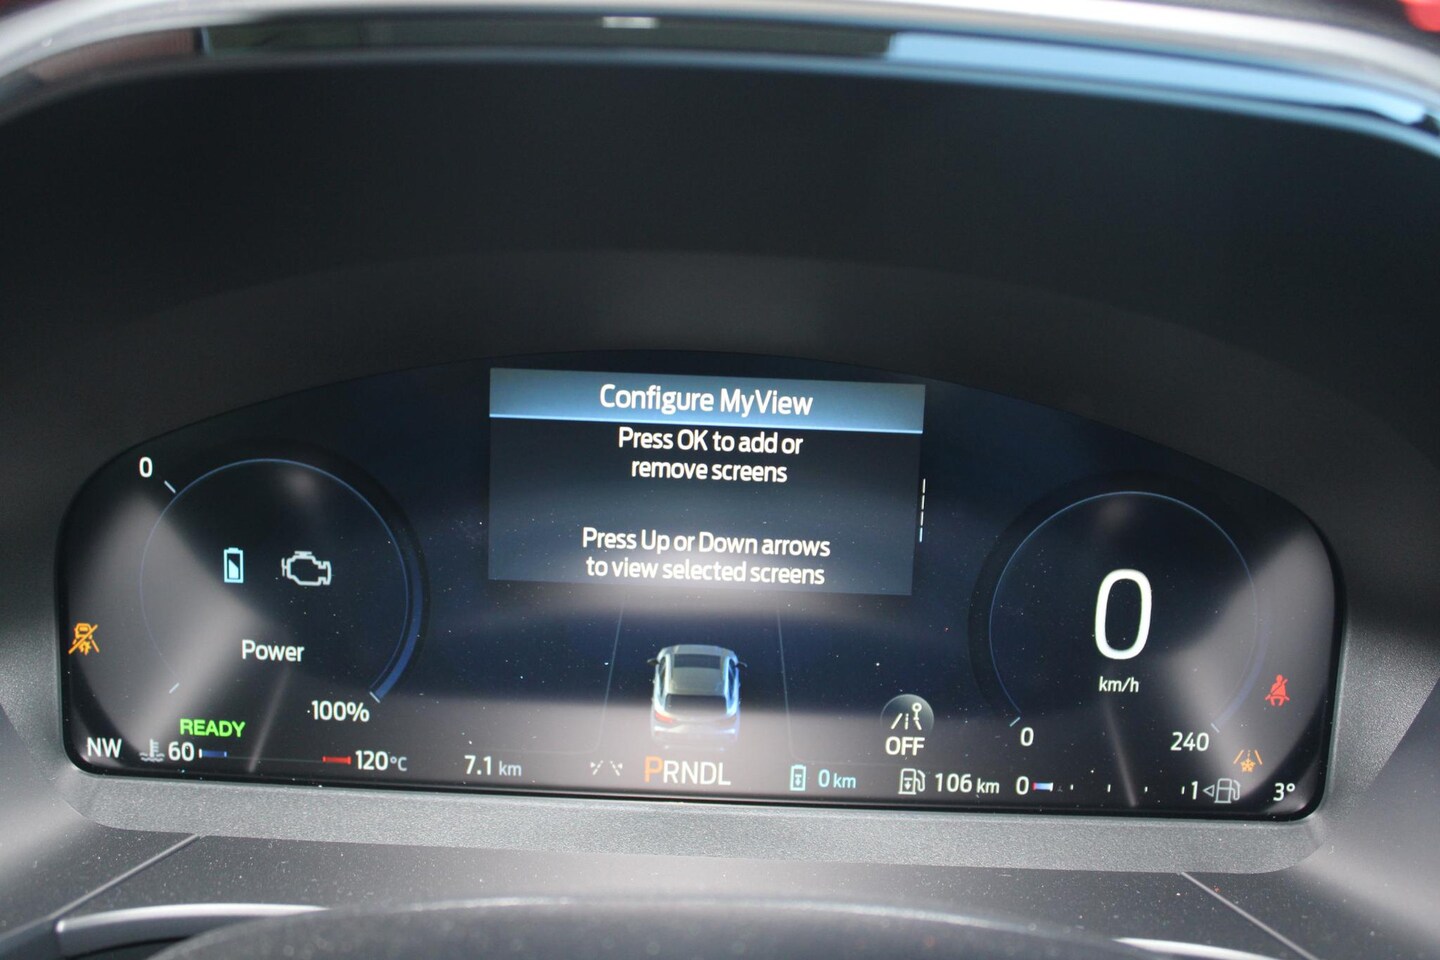 Configure MyView
Press OK to add or
remove screens
Press Up or Down arrows
to view selected screens
0
Power
100%
READY
NW
60
120°C
7.1 km
PRNDL
0 km
OFF
106 km
0
km/h
0
240
0
1
3°